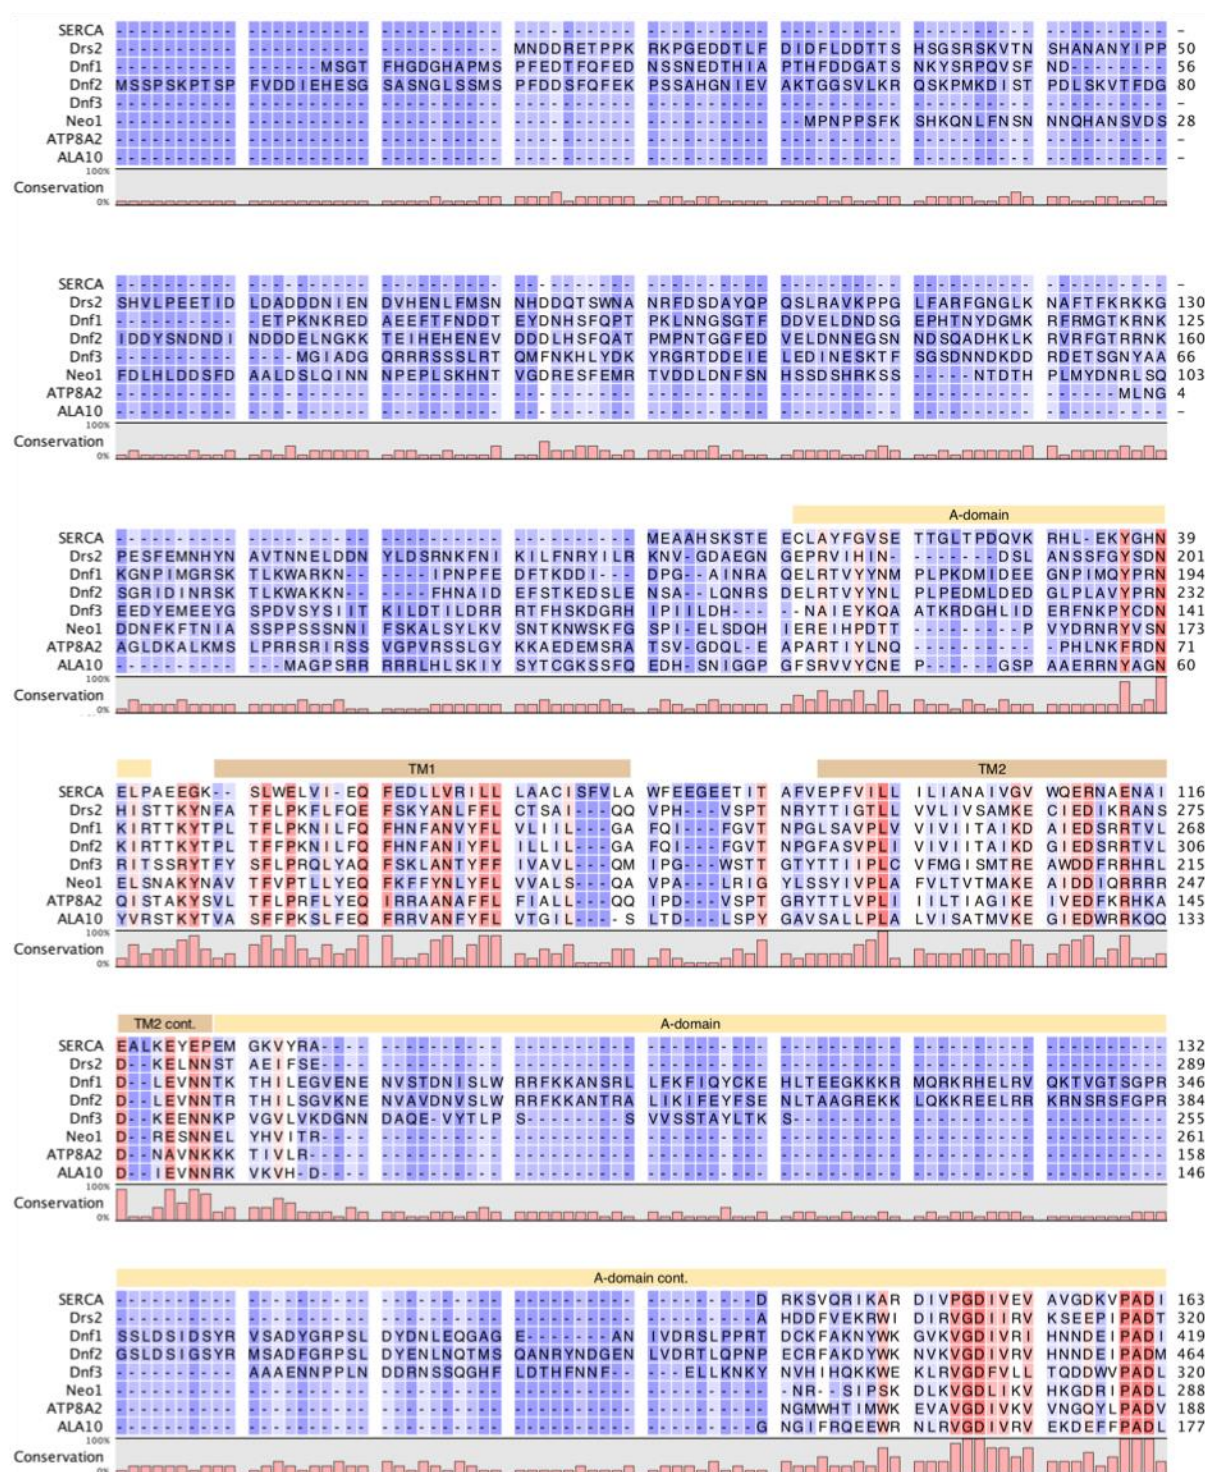 SERCA ---------- ---------- ---------- ---------- ---------- ---------- ---------- ---------- -
Drs2 ---------- ---------- ---------- MNDDRETPPK RKPGEDDTLF DIDFLDDTTS HSGSRSKVTN SHANANYIPP 50
Dnf1 ---------- ------MSGT FHGDGHAPMS PFEDTFQFED NSSNEDTHIA PTHFDDGATS NKYSRPQVSF ND-------- 56
Dnf2 MSSPSKPTSP FVDDIEHESG SASNGLSSMS PFDDSFQFEK PSSAHGNIEV AKTGGSVLKR QSKPMKDIST PDLSKVTFDG 80
Dnf3 ---------- ---------- ---------- ---------- ---------- ---------- ---------- ---------- -
Neo1 ---------- ---------- ---------- ---------- ---------- --MPNPPSFK SHKQNLFNSN NNQHANSVDS 28
ATP8A2 ---------- ---------- ---------- ---------- ---------- ---------- ---------- ---------- -
ALA10 ---------- ---------- ---------- ---------- ---------- ---------- ---------- ---------- -
100%
Conservation
0%
SERCA ---------- ---------- ---------- ---------- ---------- ---------- ---------- ---------- -
Drs2 SHVLPEETID LDADDDNIEN DVHENLFMSN NHDDQTSWNA NRFDSDAYQP QSLRAVKPPG LFARFGNGLK NAFTFKRKKG 130
Dnf1 ---------- -ETPKNKRED AEEFTFNDDT EYDNHSFQPT PKLNNGSGTF DDVELDNDSG EPHTNYDGMK RFRMGTKRNK 125
Dnf2 IDDYSNDNDI NDDDELNGKK TEIHEHENEV DDDLHSFQAT PMPNTGGFED VELDNNEGSN NDSQADHKLK RVRFGTRRNK 160
Dnf3 ---------- ----MGIADG QRRRSSSLRT QMFNKHLYDK YRGRTDDEIE LEDINESKTF SGSDNNDKDD RDETSGNYAA 66
Neo1 FDLHLDDSFD AALDSLQINN NPEPLSKHNT VGDRESFEMR TVDDLDNFSN HSSDSHRKSS -----NTDTH PLMYDNRLSQ 103
ATP8A2 ---------- ---------- ---------- ---------- ---------- ---------- ---------- ------MLNG 4
ALA10 ---------- ---------- ---------- ---------- ---------- ---------- ---------- ---------- -
100%
Conservation
0%
A-domain
SERCA ---------- ---------- ---------- ---------- MEAAHSKSTE ECLAYFGVSE TTGLTPDQVK RHL-EKYGHN 39
Drs2 PESFEMNHYN AVTNNELDDN YLDSRNKFNI KILFNRYILR KNV-GDAEGN GEPRVIHIN- ------DSL ANSSFGYSDN 201
Dnf1 KGNPIMGRSK TLKWARKN-- ----IPNPFE DFTKDDI--- DPG--AINRA QELRTVYYNM PLPKDMIDEE GNPIMQYPRN 194
Dnf2 SGRIDINRSK TLKWAKKN-- ----FHNAID EFSTKEDSLE NSA--LQNRS DELRTVYYNL PLPEDMLDED GLPLAVYPRN 232
Dnf3 EEDYEMEEYG SPDVSYSIIT KILDTILDRR RTFHSKDGRH IPIILDH--- --NAIEYKQA ATKRDGHLID ERFNKPYCDN 141
Neo1 DDNFKFTNIA SSPPSSSNNI FSKALSYLKV SNTKNWSKFG SPI-ELSDQH IEREIHPDTT ---------P VYDRNRYVSN 173
ATP8A2 AGLDKALKMS LPRRSRIRSS VGPVRSSLGY KKAEDEMSRA TSV-GDQL-E APARTIYLNQ ---------- --PHLNKFRDN 71
ALA10 ---------- ----MAGPSRR RRRLHLSKIY SYTCGKSSFQ EDH-SNIGGP GFSRVVYCNE P------GSP AAERRNYAGN 60
100%
Conservation
0%
TM1 TM2
SERCA ELPAEEGK-- SLWELVI-EQ FEDLLVRILL LAACISFVLA WFEEGEETIT AFVEPFVILL ILIANAIVGV WQERNAENAI 116
Drs2 HISTTKYNFA TFLPKFLFQE FSKYANLFFL CTSAI---QQ VPH---VSPT NRYTTIGTLL VVLIVSAMKE CIEDIKRANS 275
Dnf1 KIRTTKYTPL TFLPKNILFQ FHNFANVYFL VLIIL---GA FQI---FGVT NPGLSAVPLV VIVIITAIKD AIEDSRRTVL 268
Dnf2 KIRTTKYTPL TFFPKNILFQ FHNFANIYFL ILLIL---GA FQI---FGVT NPGFASVPLI VIVIITAIKD GIEDSRRTVL 306
Dnf3 RITSSRYTFY SFLPRQLYAQ FSKLANTYFF IVAVL---QM IPG---WSTT GTYTTIIPLC VFMGISMTRE AWDDFRRHRL 215
Neo1 ELSNAKYNAV TFVPTLLYEQ FKFFYNLYFL VVALS---QA VPA---LRIG YLSSYIVPLA FVLTVTMAKE AIDDIQRRRR 247
ATP8A2 QISTAKYSVL TFLPRFLYEQ IRRAANAFFL FIALL---QQ IPD---VSPT GRYTTLVPLI IILTIAGIKE IVEDFKRHKA 145
ALA10 YVRSTKYTVA SFFPKSLFEQ FRRVANFYFL VTGIL----S LTD---LSPY GAVSALLPLA LVISATMVKE GIEDWRRKQQ 133
100%
Conservation
0%
TM2 cont. A-domain
SERCA EALKEYEPEM GKVYRA---- ---------- ---------- ---------- ---------- ---------- ---------- 132
Drs2 D--KELNNST AEIFSE---- ---------- ---------- ---------- ---------- ---------- ---------- 289
Dnf1 D--LEVNNTK THILEGVENE NVSTDNISLW RRFKKANSRL LFKFIQYCKE HLTEEGKKKR MQRKRHELRV QKTVGTSGPR 346
Dnf2 D--LEVNNTR THILSGVKNE NVAVDNVSLW RRFKKANTRA LIKIFEYFSE NLTAAGREKK LQKKREELRR KRNSRSFGPR 384
Dnf3 D--KEENNKP VGVLVKDGNN DAQE-VYTLP S--------S VVSSTAYLTK S--------- ---------- ---------- 255
Neo1 D--RESNNEL YHVITR---- ---------- ---------- ---------- ---------- ---------- ---------- 261
ATP8A2 D--NAVNKKK TIVLR----- ---------- ---------- ---------- ---------- ---------- ---------- 158
ALA10 D--IEVNNRK VKVH-D---- ---------- ---------- ---------- ---------- ---------- ---------- 146
100%
Conservation
0%
A-domain cont.
SERCA ---------- ---------- ---------- ---------- ---------D RKSVQRIKAR DIVPGDIVEV AVGDKVPADI 163
Drs2 ---------- ---------- ---------- ---------- ---------A HDDFVEKRWI DIRVGDIIRV KSEEPIPADT 320
Dnf1 SSLDSIDSYR VSADYGRPSL DYDNLEQGAG E-------AN IVDRSLPPRT DCKFAKNYWK GVKVGDIVRI HNNDEIPADI 419
Dnf2 GSLDSIGSYR MSADFGRPSL DYENLNQTMS QANRYNDGEN LVDRTLQPNP ECRFAKDYWK NVKVGDIVRV HNNDEIPADM 464
Dnf3 ---------- AAAENNPPLN DDRNSSQGHF LDTHFNNF-- ---ELLKNKY NVHIHQKKWE KLRVGDFVLL TQDDWVPADI 320
Neo1 ---------- ---------- ---------- ---------- ---------- -NR--SIPSK DLKVGDLIKV HKGDRIPADL 288
ATP8A2 ---------- ---------- ---------- ---------- ---------- NGMWHTIMWK EVAVGDIVKV VNGQYLPADV 188
ALA10 ---------- ---------- ---------- ---------- ---------G NGIFRQEEWR NLRVGDIVRV EKDEFFPADL 177
100%
Conservation
0%